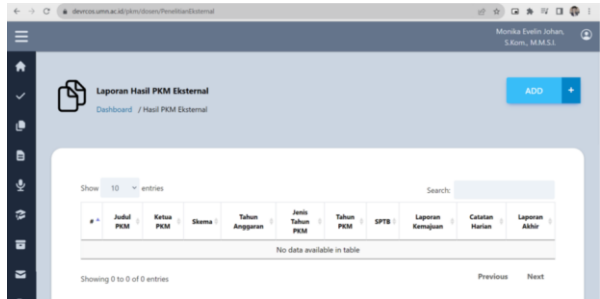 devrcos.umn.ac.id/pkm/dosen/PenelitianEksternal
Monika Evelin Johan,
S.Kom., M.M.S.I.
Laporan Hasil PKM Eksternal
Dashboard / Hasil PKM Eksternal
ADD +
Show 10 entries
Search:
# Judul PKM Ketua PKM Skema Tahun Anggaran Jenis Tahun PKM Tahun PKM SPTB Laporan Kemajuan Catatan Harian Laporan Akhir
No data available in table
Showing 0 to 0 of 0 entries
Previous Next